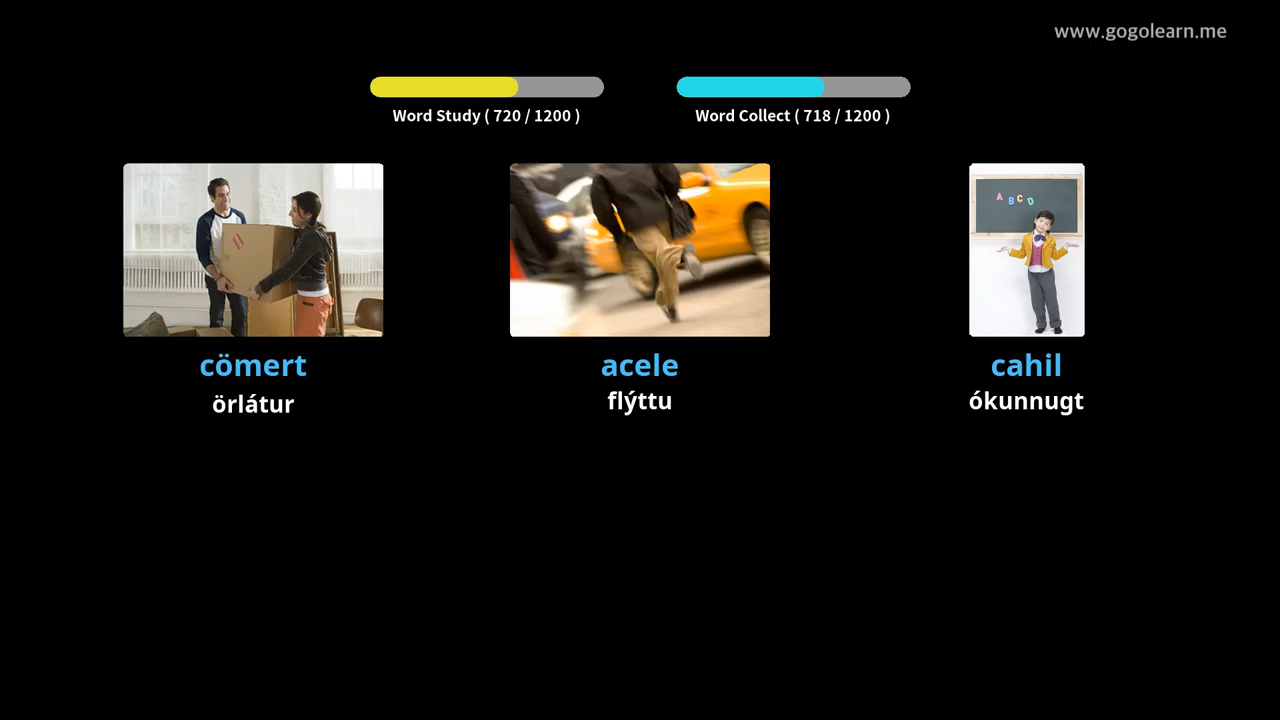 www.gogolearn.me
Word Study ( 720 / 1200 )
Word Collect ( 718 / 1200 )
A B C D
cömert
acele
cahil
örlátur
flýttu
ókunnugt